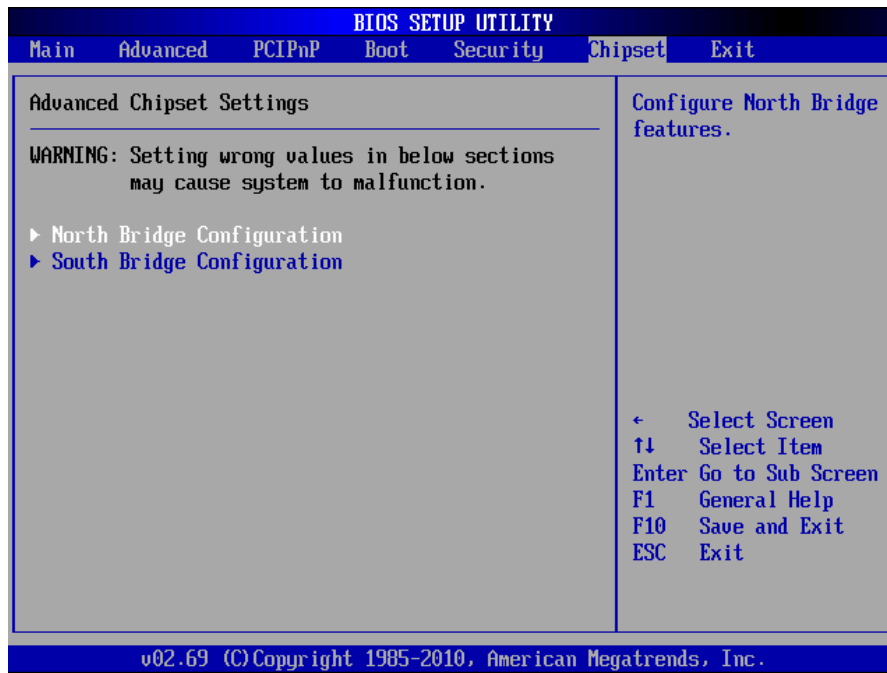 BIOS SETUP UTILITY
Main Advanced PCIPnP Boot Security Chipset Exit
Advanced Chipset Settings
WARNING: Setting wrong values in below sections
may cause system to malfunction.
▶ North Bridge Configuration
▶ South Bridge Configuration
Configure North Bridge
features.
← Select Screen
↑↓ Select Item
Enter Go to Sub Screen
F1 General Help
F10 Save and Exit
ESC Exit
v02.69 (C)Copyright 1985-2010, American Megatrends, Inc.